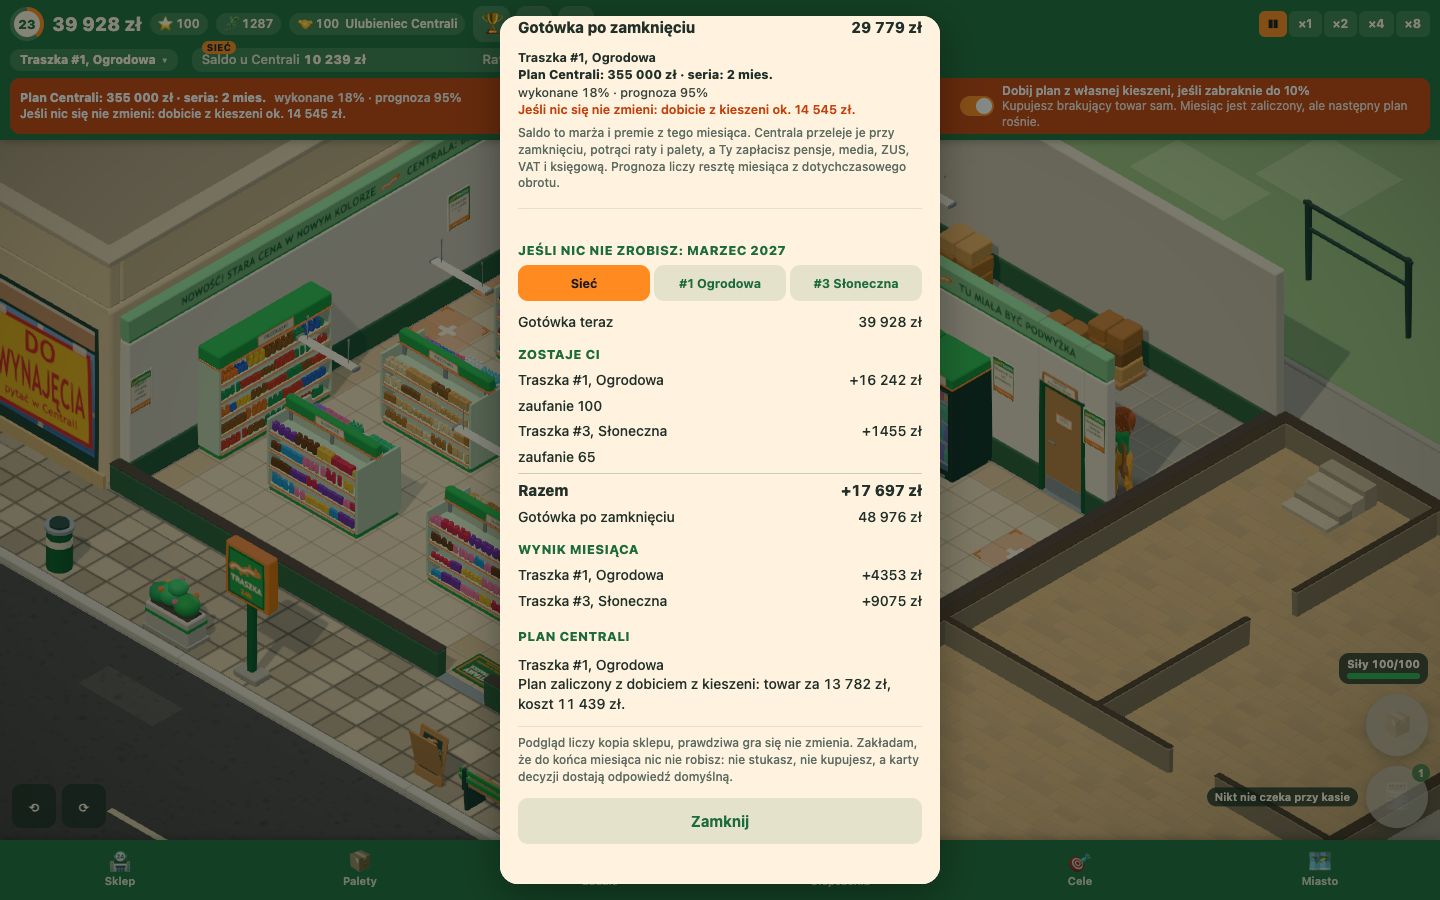 23
39 928 zł
100
1287
100 Ulubieniec Centrali
×1
×2
×4
×8
Traszka #1, Ogrodowa
SIEĆ
Saldo u Centrali 10 239 zł
Plan Centrali: 355 000 zł · seria: 2 mies. wykonane 18% · prognoza 95%
Jeśli nic się nie zmieni: dobicie z kieszeni ok. 14 545 zł.
Dobij plan z własnej kieszeni, jeśli zabraknie do 10%
Kupujesz brakujący towar sam. Miesiąc jest zaliczony, ale następny plan
rośnie.
Gotówka po zamknięciu 29 779 zł
Traszka #1, Ogrodowa
Plan Centrali: 355 000 zł · seria: 2 mies.
wykonane 18% · prognoza 95%
Jeśli nic się nie zmieni: dobicie z kieszeni ok. 14 545 zł.
Saldo to marża i premie z tego miesiąca. Centrala przeleje je przy
zamknięciu, potrąci raty i palety, a Ty zapłacisz pensje, media, ZUS,
VAT i księgową. Prognoza liczy resztę miesiąca z dotychczasowego
obrotu.
JEŚLI NIC NIE ZROBISZ: MARZEC 2027
Sieć
#1 Ogrodowa
#3 Słoneczna
Gotówka teraz 39 928 zł
ZOSTAJE CI
Traszka #1, Ogrodowa +16 242 zł
zaufanie 100
Traszka #3, Słoneczna +1455 zł
zaufanie 65
Razem +17 697 zł
Gotówka po zamknięciu 48 976 zł
WYNIK MIESIĄCA
Traszka #1, Ogrodowa +4353 zł
Traszka #3, Słoneczna +9075 zł
PLAN CENTRALI
Traszka #1, Ogrodowa
Plan zaliczony z dobiciem z kieszeni: towar za 13 782 zł,
koszt 11 439 zł.
Podgląd liczy kopia sklepu, prawdziwa gra się nie zmienia. Zakładam,
że do końca miesiąca nic nie robisz: nie stukasz, nie kupujesz, a karty
decyzji dostają odpowiedź domyślną.
Zamknij
NOWOŚCI STARA CENA W NOWYM KOLORZE
CENTRALA:
TU MIAŁA BYĆ PODWYŻKA
DO
WYNAJĘCIA
pytać w Centrali
TRASZKA
24h
Siły 100/100
1
Nikt nie czeka przy kasie
Sklep
Palety
Cele
Miasto